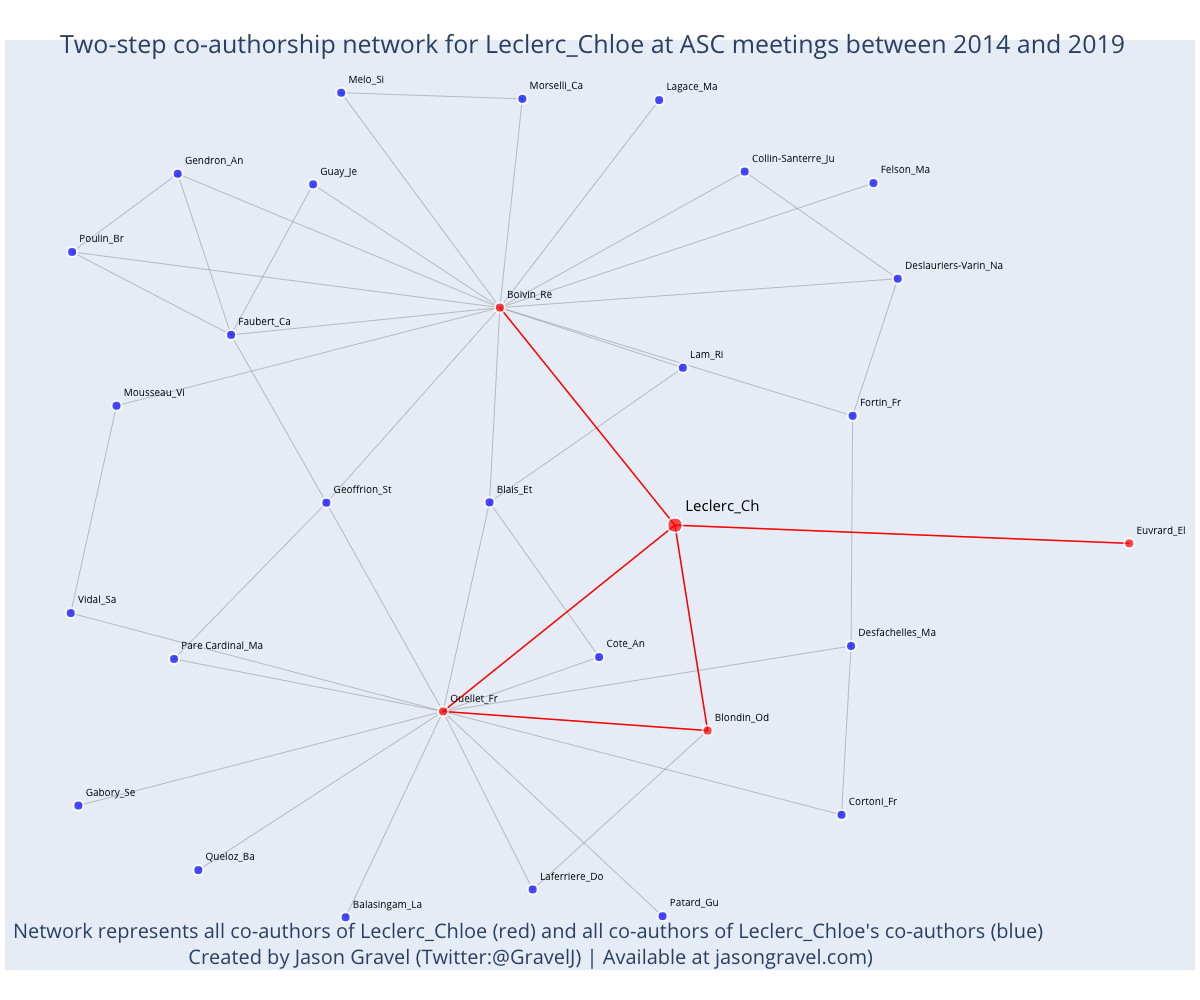 Two-step co-authorship network for Leclerc_Chloe at ASC meetings between 2014 and 2019
Melo_Si
Morselli_Ca
Lagace_Ma
Gendron_An
Guay_Je
Collin-Santerre_Ju
Felson_Ma
Poulin_Br
Deslauriers-Varin_Na
Boivin_Re
Faubert_Ca
Lam_Ri
Mousseau_Vi
Fortin_Fr
Geoffrion_St
Blais_Et
Leclerc_Ch
Euvrard_El
Vidal_Sa
Pare Cardinal_Ma
Cote_An
Desfachelles_Ma
Ouellet_Fr
Blondin_Od
Gabory_Se
Cortoni_Fr
Queloz_Ba
Laferriere_Do
Balasingam_La
Patard_Gu
Network represents all co-authors of Leclerc_Chloe (red) and all co-authors of Leclerc_Chloe's co-authors (blue)
Created by Jason Gravel (Twitter:@GravelJ) | Available at jasongravel.com)